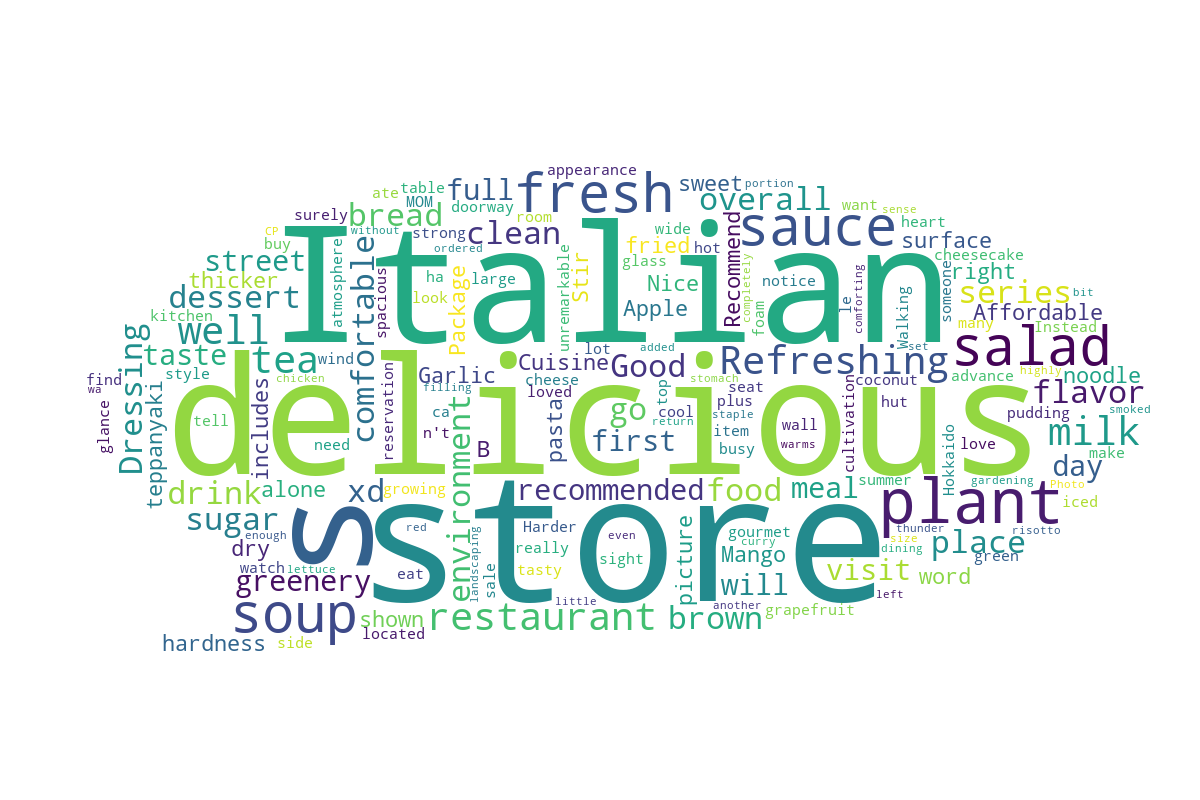 appearance
ate table full fresh sweet portion
MOM overall
surely bread doorway room want sense
CP without strong clean wide sauce heart
buy ordered fried hot Recommend surface
street atmosphere comfortable Italian glass cheesecake
thicker spacious ha large unremarkable Stir Nice notice completely right
dessert look Package Apple foam le comforting Walking someone series bit
kitchen well many Affordable
taste tea wind lot added set Instead
Dressing style Garlic Cuisine Good Refreshing salad
find chicken filling cheese loved stomach advance highly noodle
glance teppanyaki includes reservation seat coconut flavor
tell delicious top plus hut pudding smoked
ca pasta go cool staple wall cultivation
need n't B first return item busy warms Hokkaido love milk
make
environment summer day
drink alone xd growing recommended food meal gardening Photo
plant iced
sugar s store
enough red Harder even picture gourmet thunder risotto
dry landscaping really sight curry Mango size dining place green
watch lettuce tasty
greenery eat sale will visit word
little another left
soup shown restaurant brown grapefruit
located
hardness side
wa